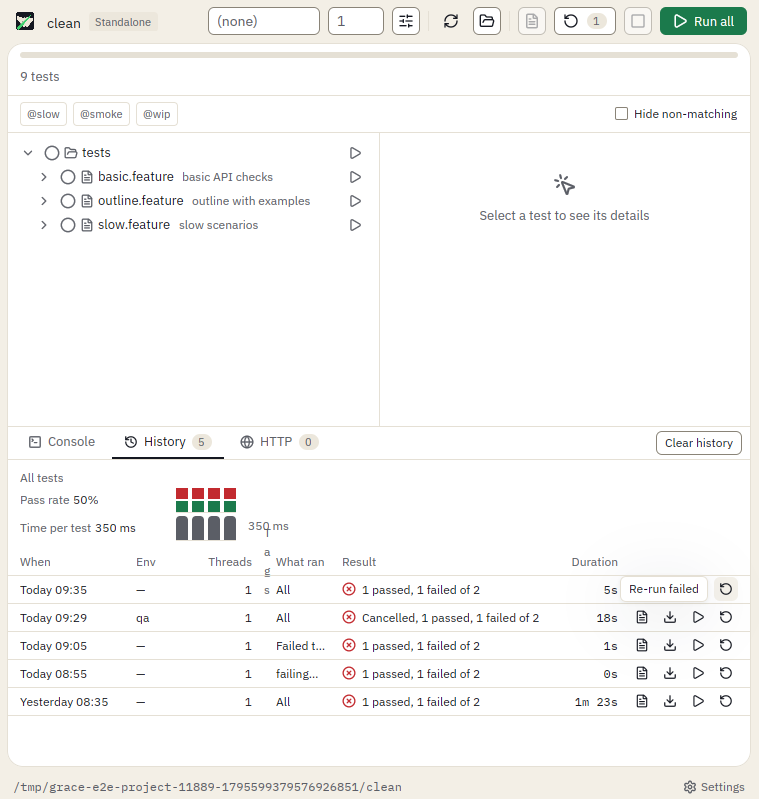 clean Standalone (none) 1 1 Run all
9 tests
@slow @smoke @wip Hide non-matching
tests
basic.feature basic API checks
outline.feature outline with examples
slow.feature slow scenarios
Select a test to see its details
Console History 5 HTTP 0 Clear history
All tests
Pass rate 50%
Time per test 350 ms 350 ms
When Env Threads Tags What ran Result Duration
Today 09:35 — 1 All 1 passed, 1 failed of 2 5s Re-run failed
Today 09:29 qa 1 All Cancelled, 1 passed, 1 failed of 2 18s
Today 09:05 — 1 Failed t... 1 passed, 1 failed of 2 1s
Today 08:55 — 1 failing... 1 passed, 1 failed of 2 0s
Yesterday 08:35 — 1 All 1 passed, 1 failed of 2 1m 23s
/tmp/grace-e2e-project-11889-1795599379576926851/clean Settings